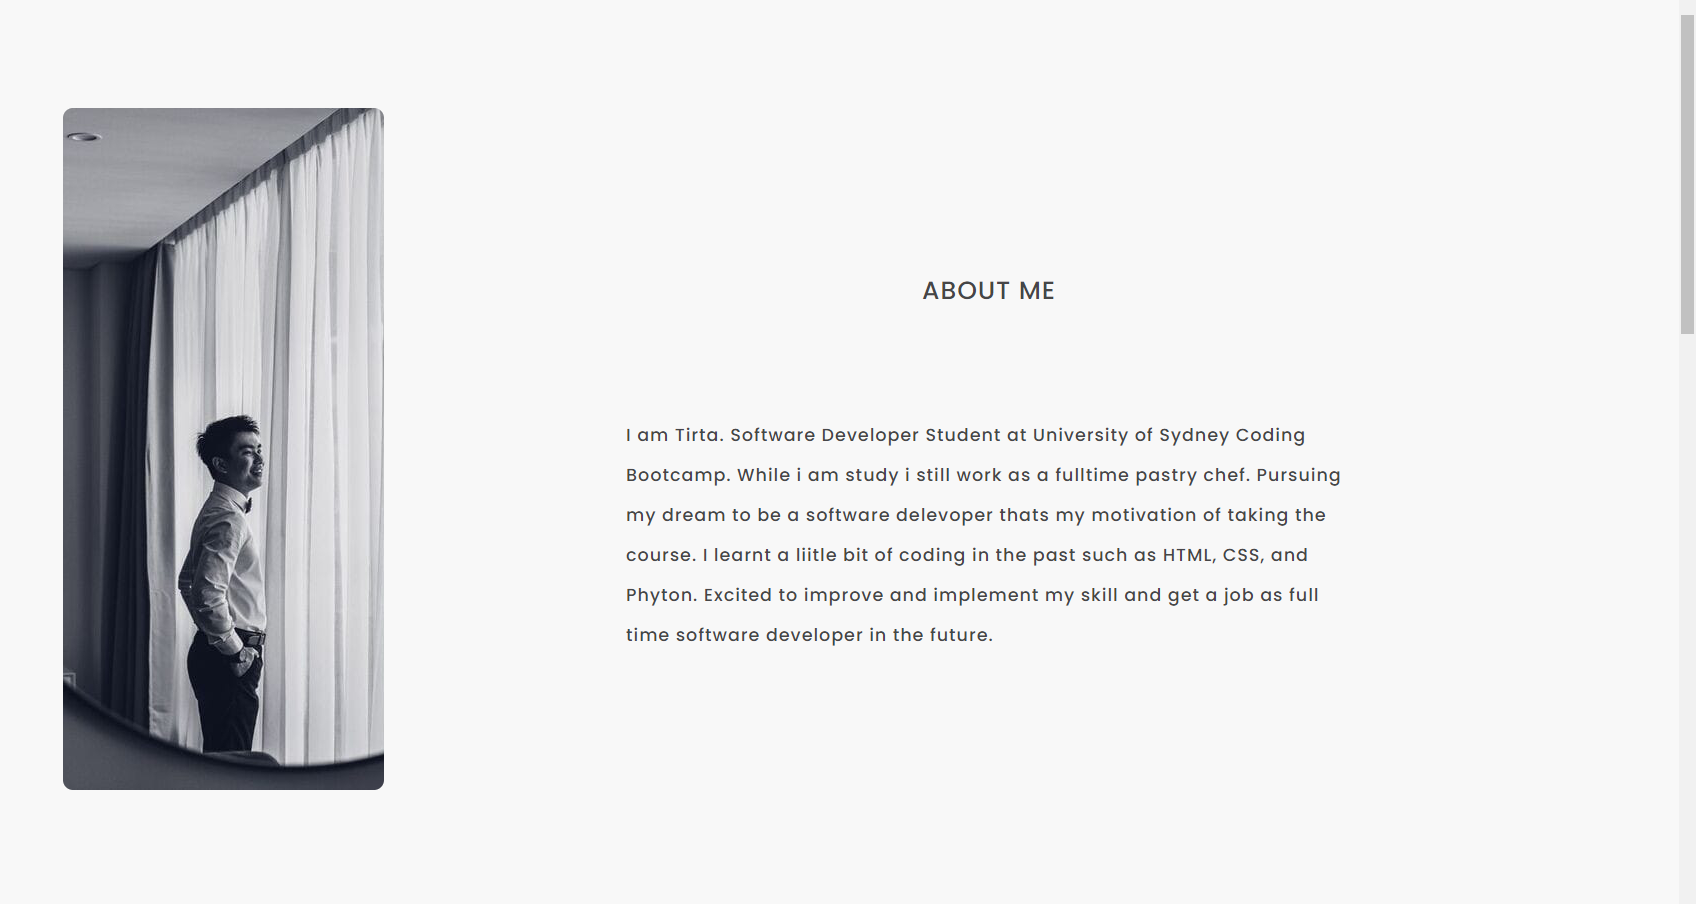 ABOUT ME
I am Tirta. Software Developer Student at University of Sydney Coding
Bootcamp. While i am study i still work as a fulltime pastry chef. Pursuing
my dream to be a software delevoper thats my motivation of taking the
course. I learnt a liitle bit of coding in the past such as HTML, CSS, and
Phyton. Excited to improve and implement my skill and get a job as full
time software developer in the future.